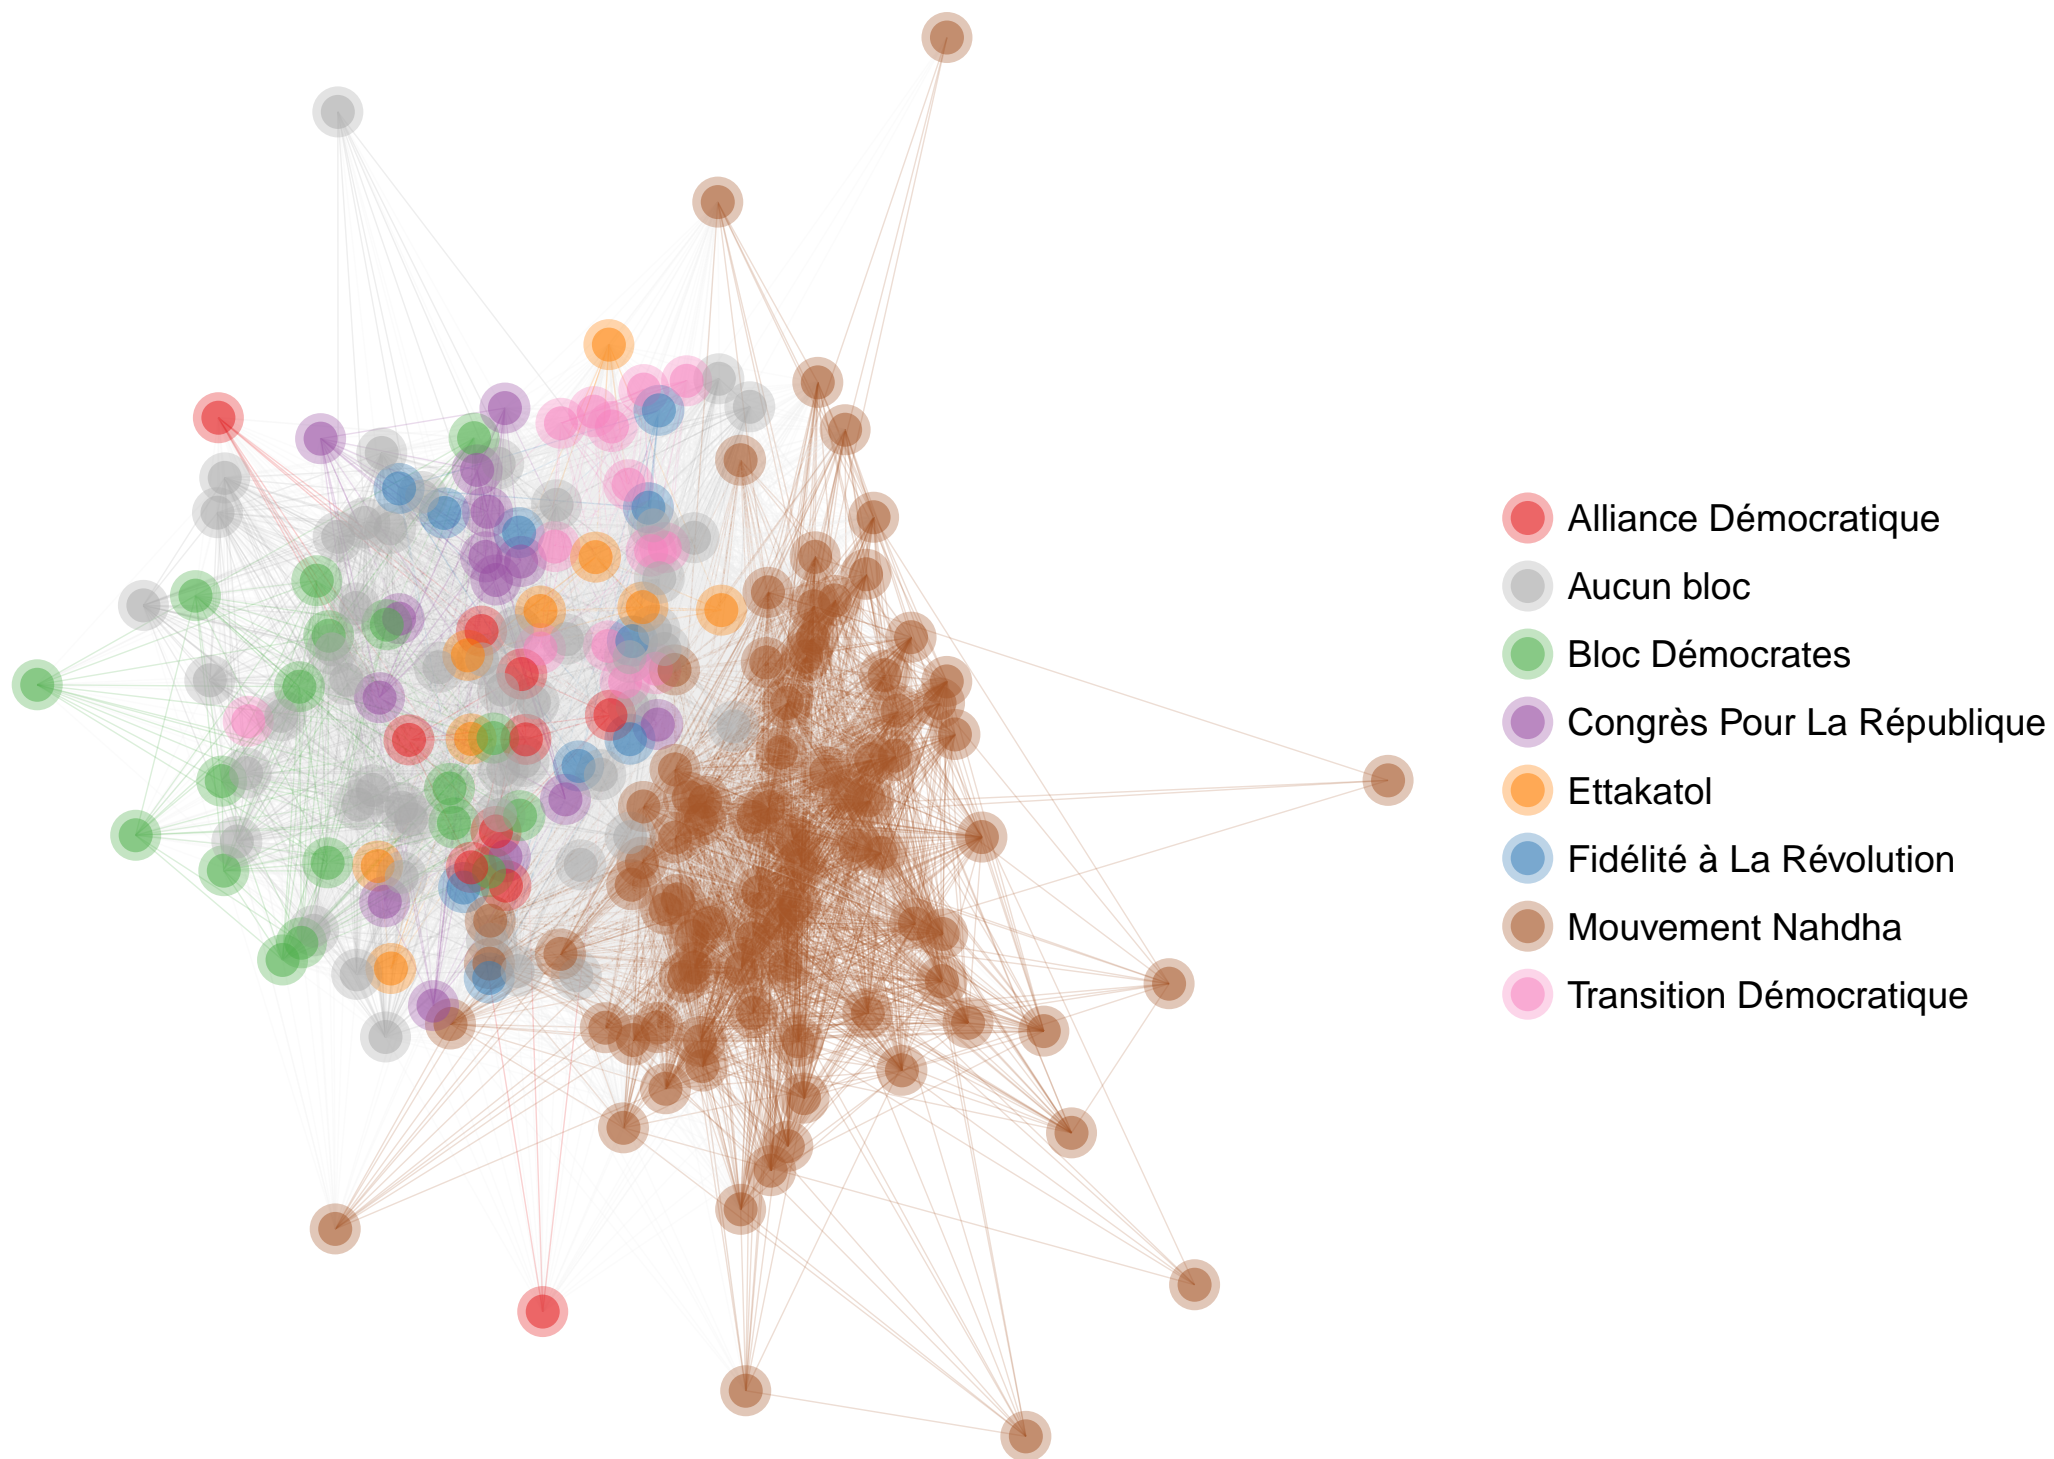 Alliance Démocratique
Aucun bloc
Bloc Démocrates
Congrès Pour La République
Ettakatol
Fidélité à La Révolution
Mouvement Nahdha
Transition Démocratique